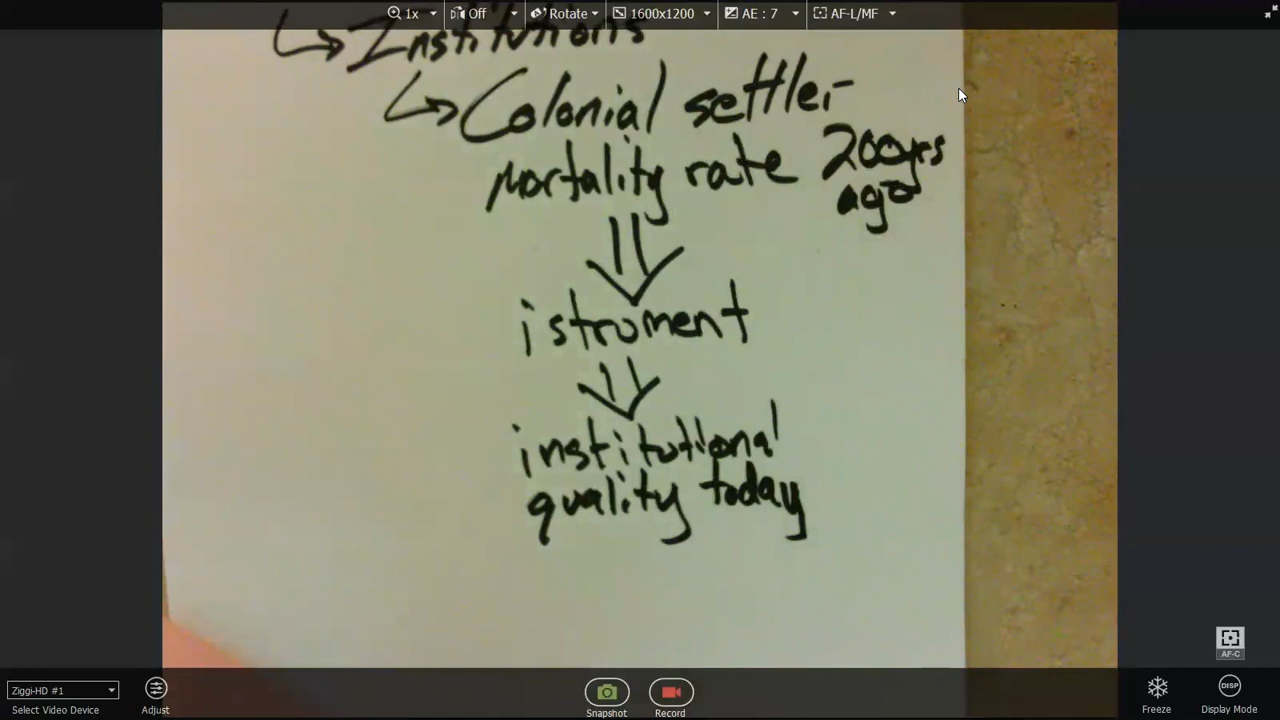 1x Off Rotate 1600x1200 AE : 7 AF-L/MF
Institutions
Colonial settler
mortality rate 200yrs
ago
istrument
institutional
quality today
AF-C
Ziggi-HD #1
Select Video Device Adjust Snapshot Record Freeze DISP Display Mode